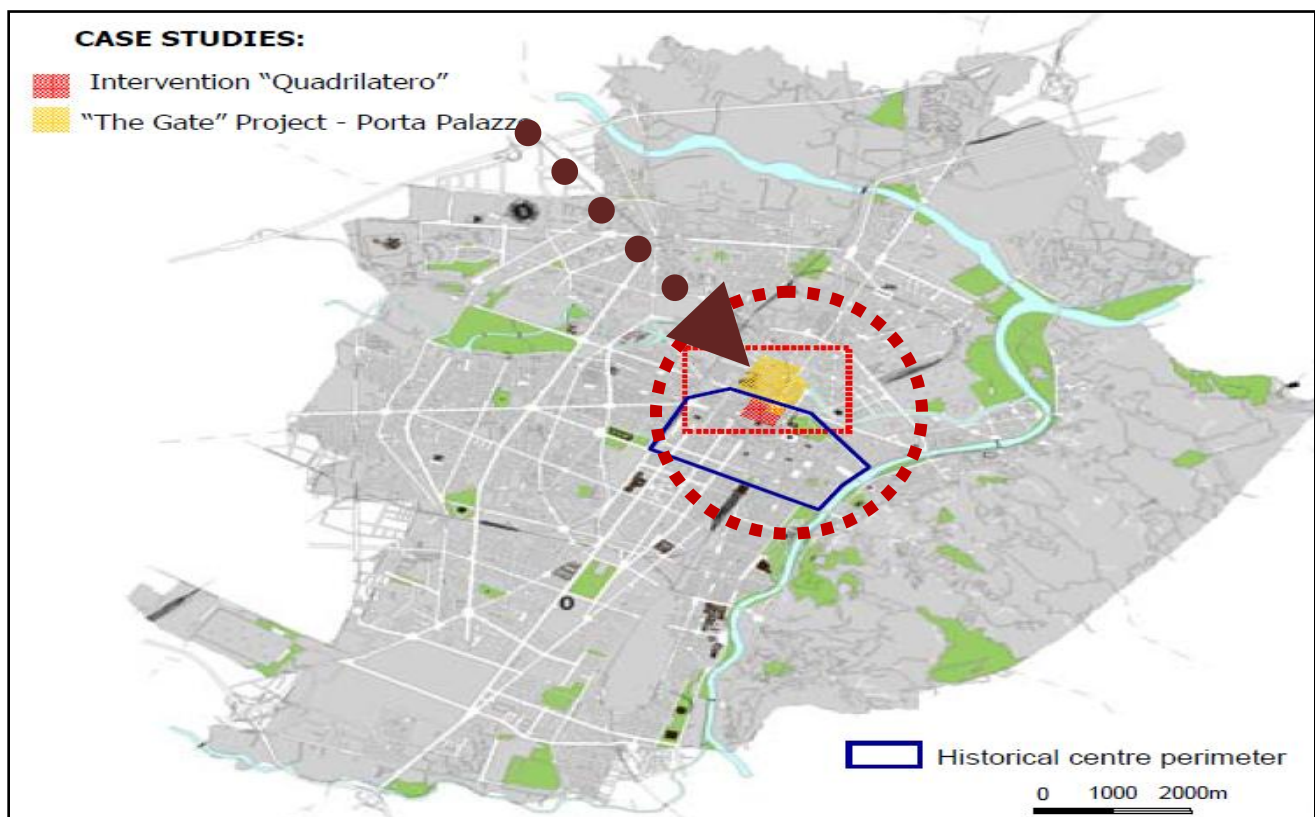 CASE STUDIES:
Intervention “Quadrilatero”
“The Gate” Project - Porta Palazzo
Historical centre perimeter
0 1000 2000m